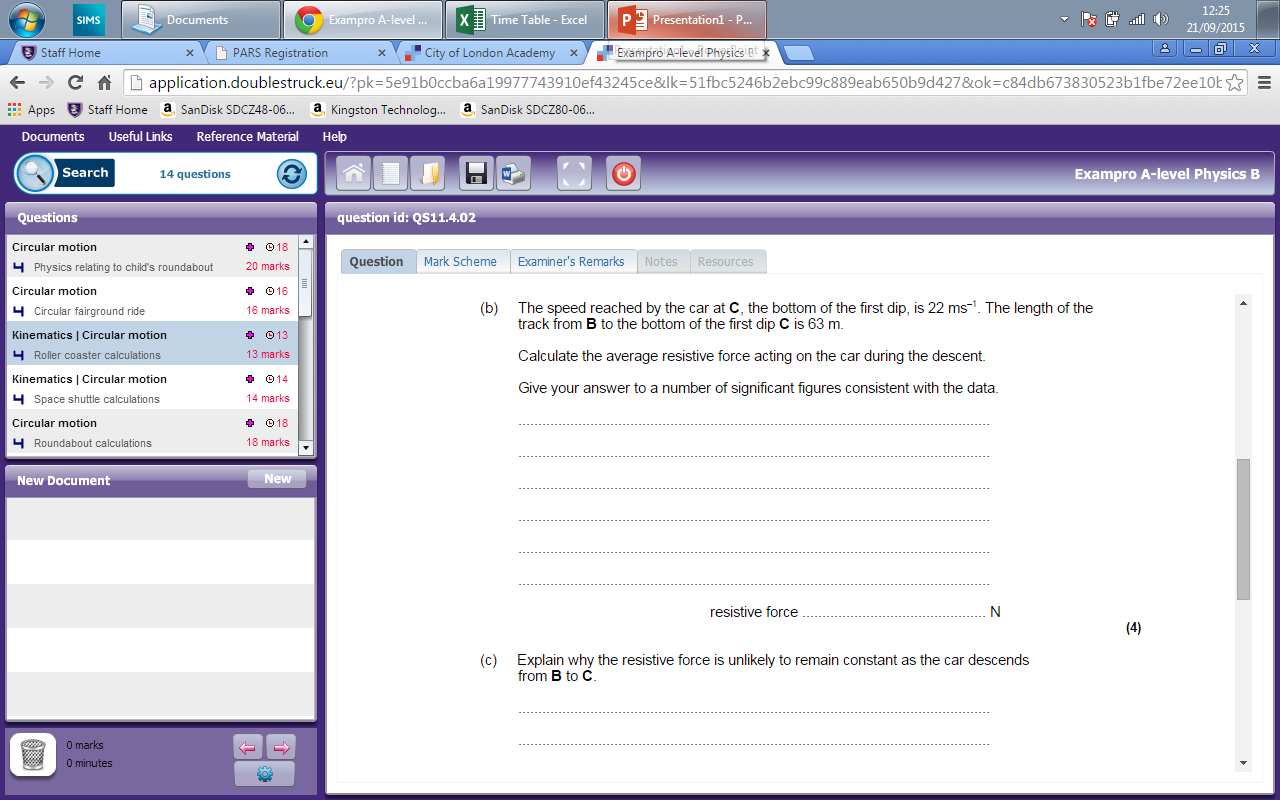 SIMS
Documents
Exampro A-level ...
Time Table - Excel
Presentation1 - P...
12:25
21/09/2015
Staff Home
PARS Registration
City of London Academy
Exampro A-level Physics
application.doublestruck.eu/?pk=5e91b0ccba6a19977743910ef43245ce&lk=51fbc5246b2ebc99c889eab650b9d427&ok=c84db673830523b1fbe72ee10b
Apps
Staff Home
SanDisk SDCZ48-06...
Kingston Technolog...
SanDisk SDCZ80-06...
Documents
Useful Links
Reference Material
Help
Search
14 questions
Exampro A-level Physics B
Questions
Circular motion 18
Physics relating to child's roundabout 20 marks
Circular motion 16
Circular fairground ride 16 marks
Kinematics | Circular motion 13
Roller coaster calculations 13 marks
Kinematics | Circular motion 14
Space shuttle calculations 14 marks
Circular motion 18
Roundabout calculations 18 marks
New Document
New
0 marks
0 minutes
question id: QS11.4.02
Question
Mark Scheme
Examiner's Remarks
Notes
Resources
(b) The speed reached by the car at C, the bottom of the first dip, is 22 ms⁻¹. The length of the
track from B to the bottom of the first dip C is 63 m.
Calculate the average resistive force acting on the car during the descent.
Give your answer to a number of significant figures consistent with the data.
resistive force .............................................. N
(4)
(c) Explain why the resistive force is unlikely to remain constant as the car descends
from B to C.